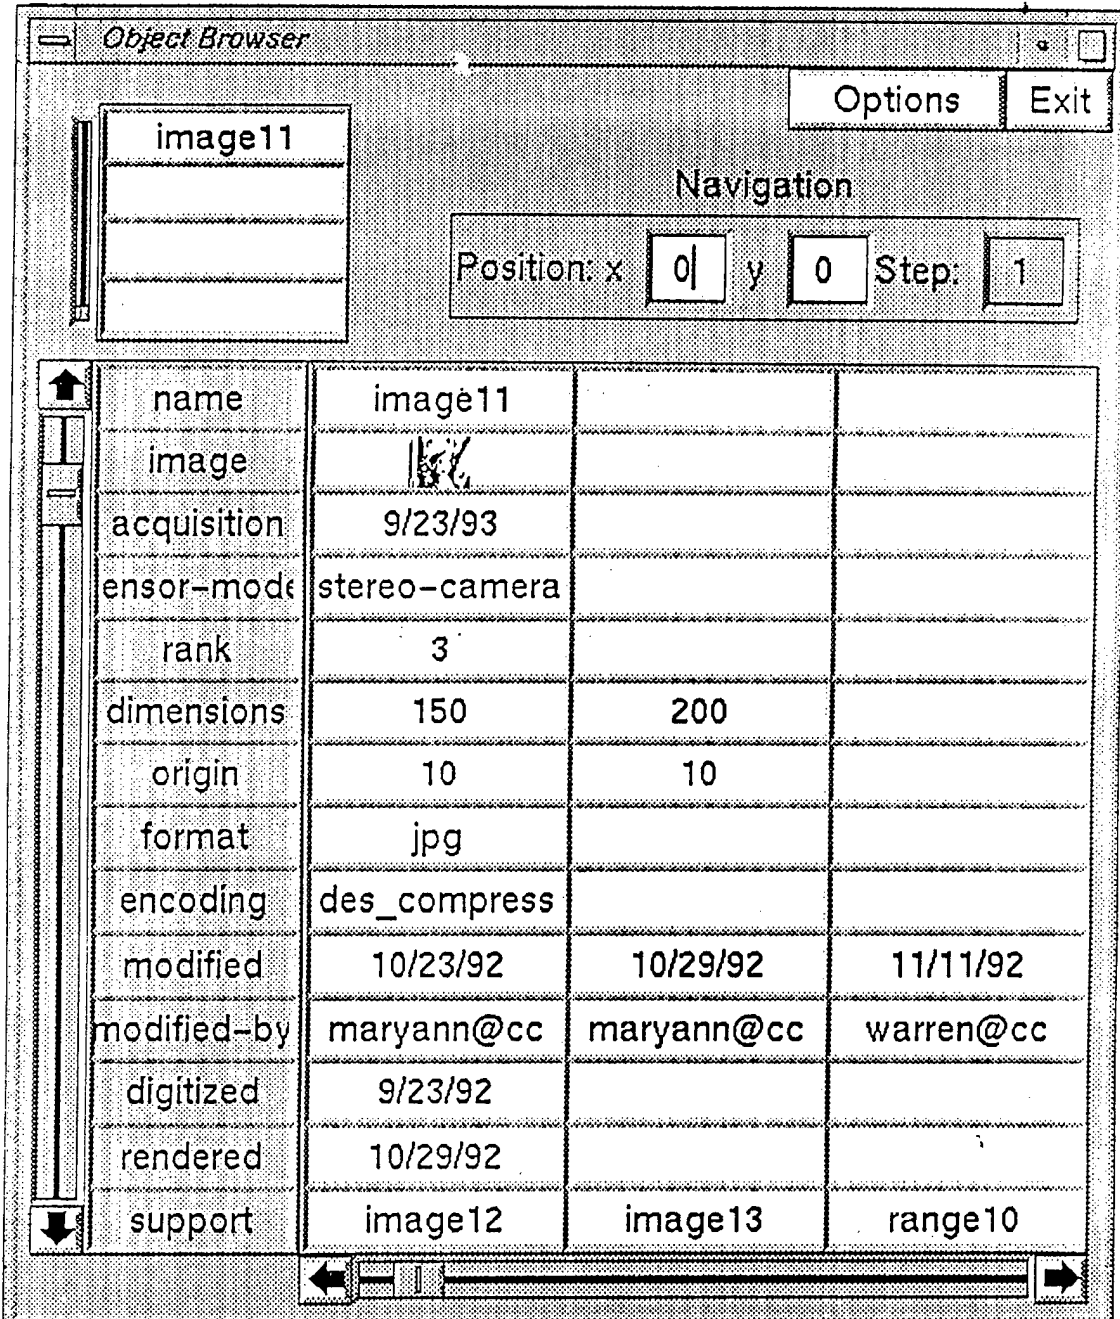 Object Browser
Options Exit
image11
Navigation
Position: x 0 y 0 Step: 1
name image11
image
acquisition 9/23/93
ensor-mode stereo-camera
rank 3
dimensions 150 200
origin 10 10
format jpg
encoding des_compress
modified 10/23/92 10/29/92 11/11/92
modified-by maryann@cc maryann@cc warren@cc
digitized 9/23/92
rendered 10/29/92
support image12 image13 range10